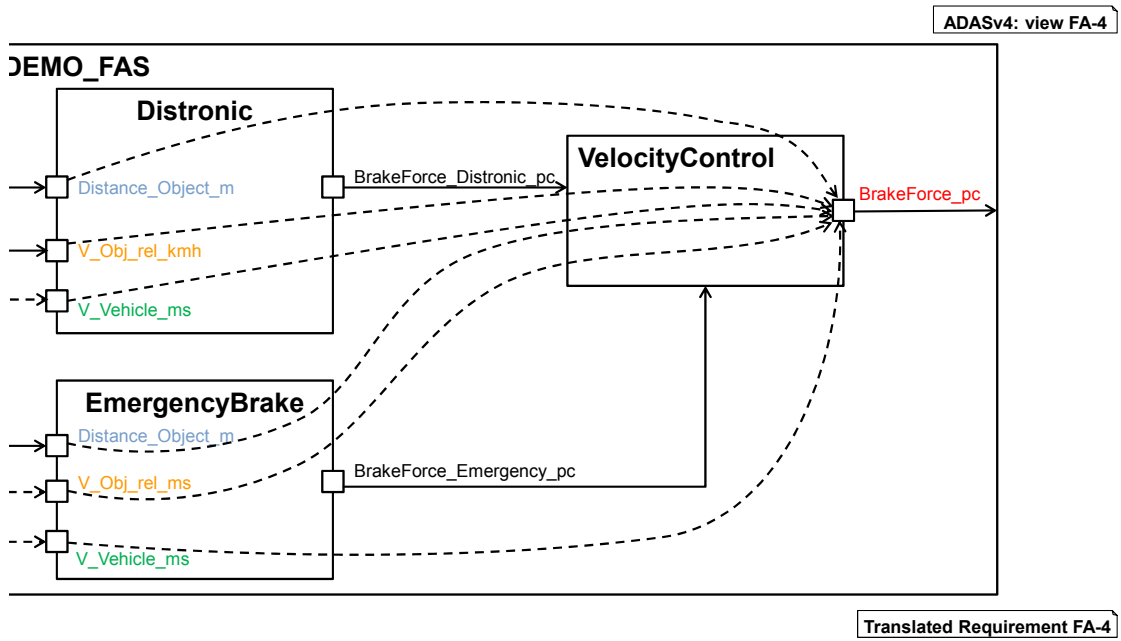 ADASv4: view FA-4
DEMO_FAS
Distronic
Distance_Object_m
V_Obj_rel_kmh
V_Vehicle_ms
BrakeForce_Distronic_pc
VelocityControl
BrakeForce_pc
EmergencyBrake
Distance_Object_m
V_Obj_rel_ms
V_Vehicle_ms
BrakeForce_Emergency_pc
Translated Requirement FA-4